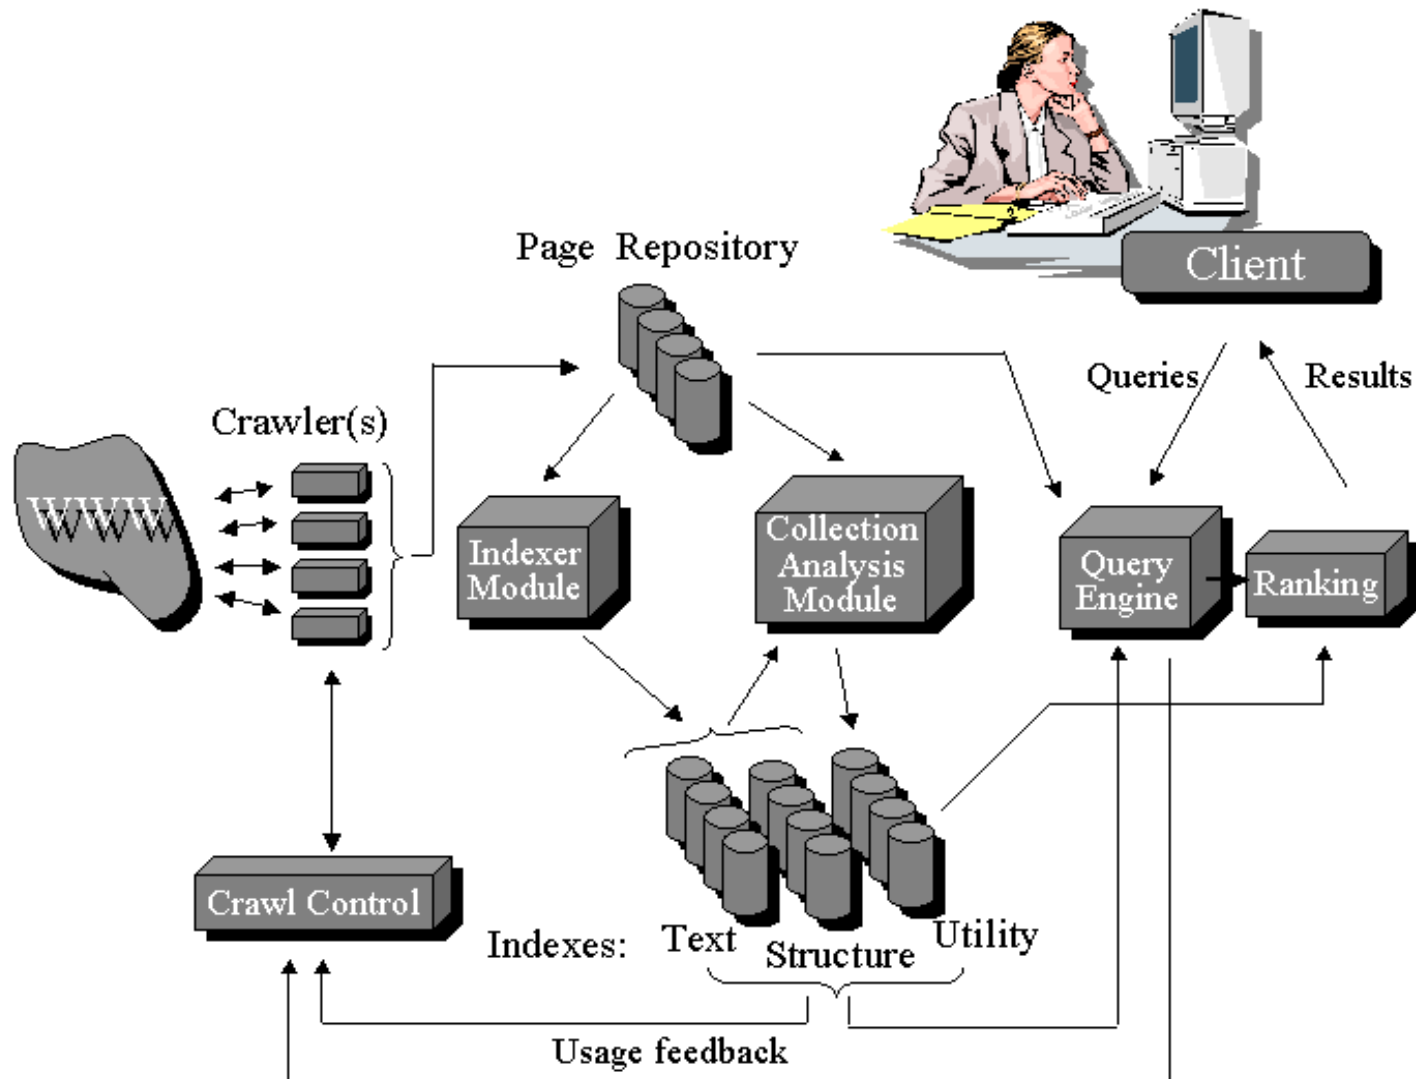 Page Repository
Client
Queries
Results
Crawler(s)
WWW
Indexer
Module
Collection
Analysis
Module
Query
Engine
Ranking
Crawl Control
Indexes:
Text
Structure
Utility
Usage feedback